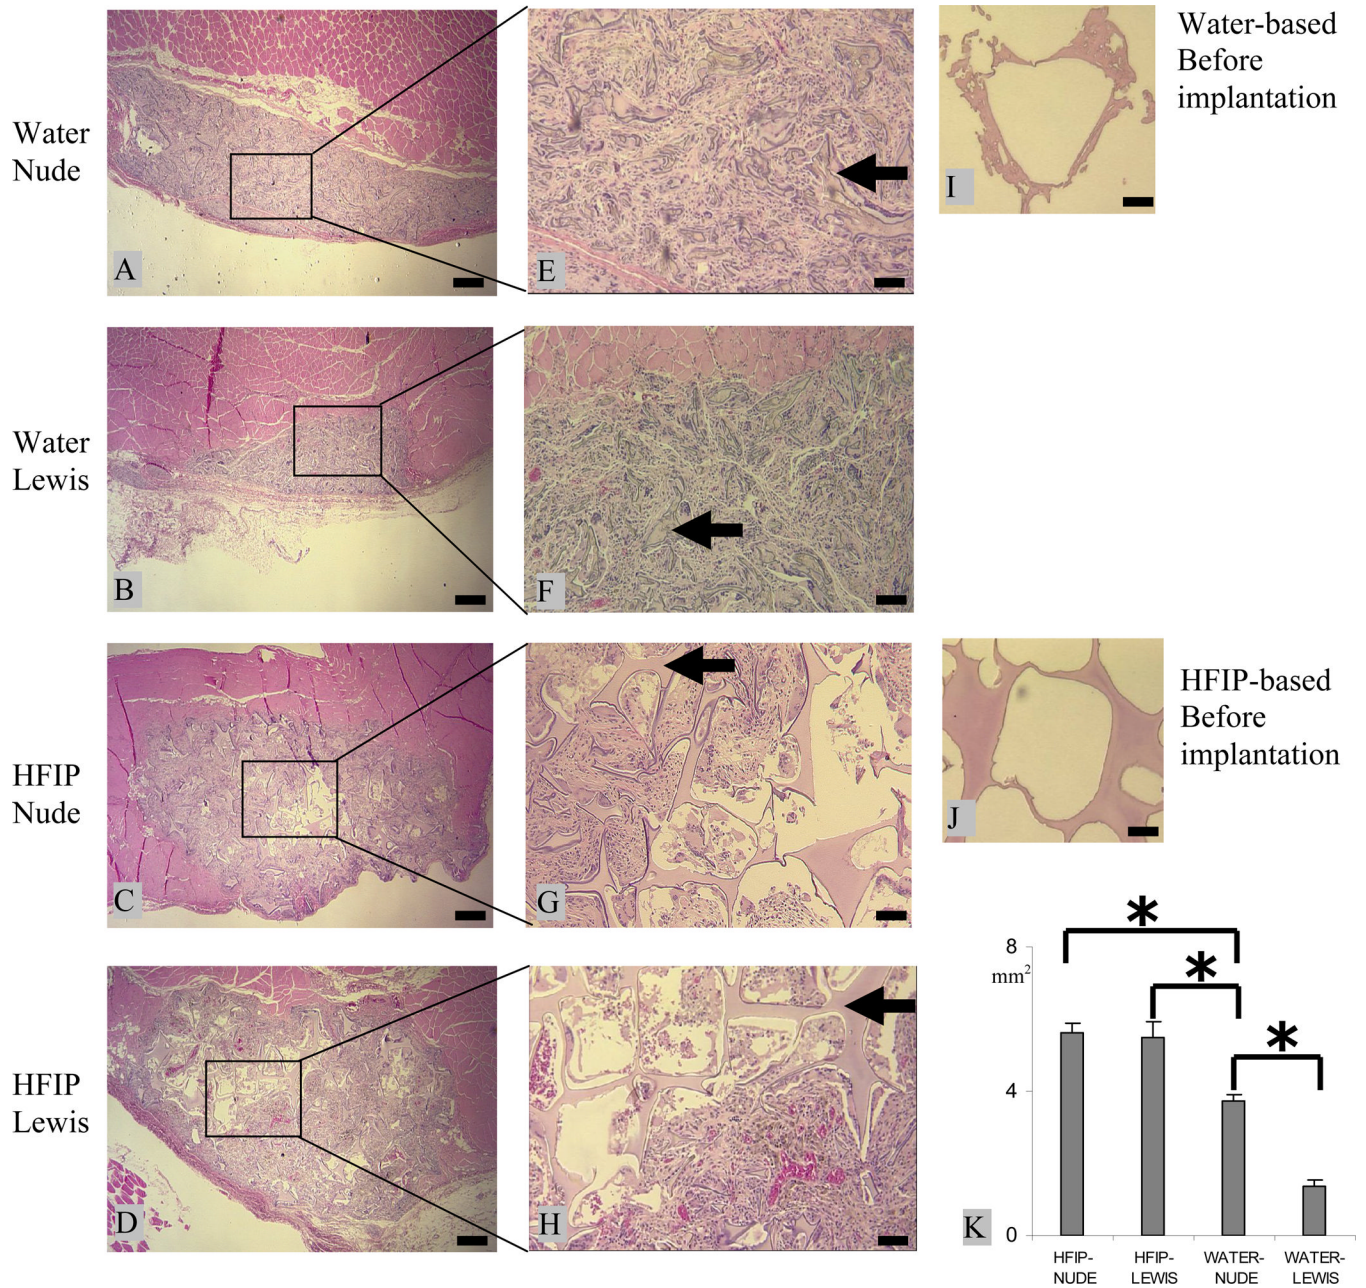 Water
Nude
A
E
I
Water-based
Before
implantation
Water
Lewis
B
F
HFIP
Nude
C
G
J
HFIP-based
Before
implantation
HFIP
Lewis
D
H
K
8
mm²
4
0
* * *
HFIP-
NUDE
HFIP-
LEWIS
WATER-
NUDE
WATER-
LEWIS